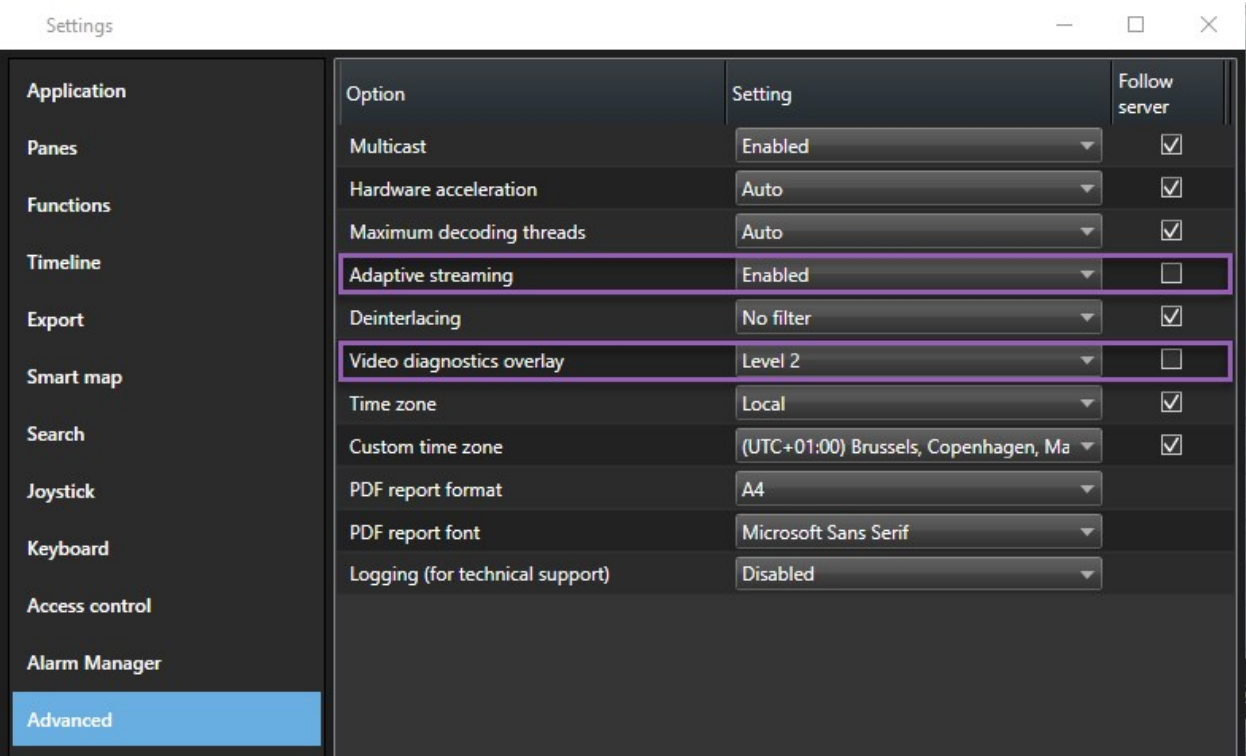 Settings
Application
Panes
Functions
Timeline
Export
Smart map
Search
Joystick
Keyboard
Access control
Alarm Manager
Advanced
Option Setting Follow server
Multicast Enabled
Hardware acceleration Auto
Maximum decoding threads Auto
Adaptive streaming Enabled
Deinterlacing No filter
Video diagnostics overlay Level 2
Time zone Local
Custom time zone (UTC+01:00) Brussels, Copenhagen, Ma
PDF report format A4
PDF report font Microsoft Sans Serif
Logging (for technical support) Disabled